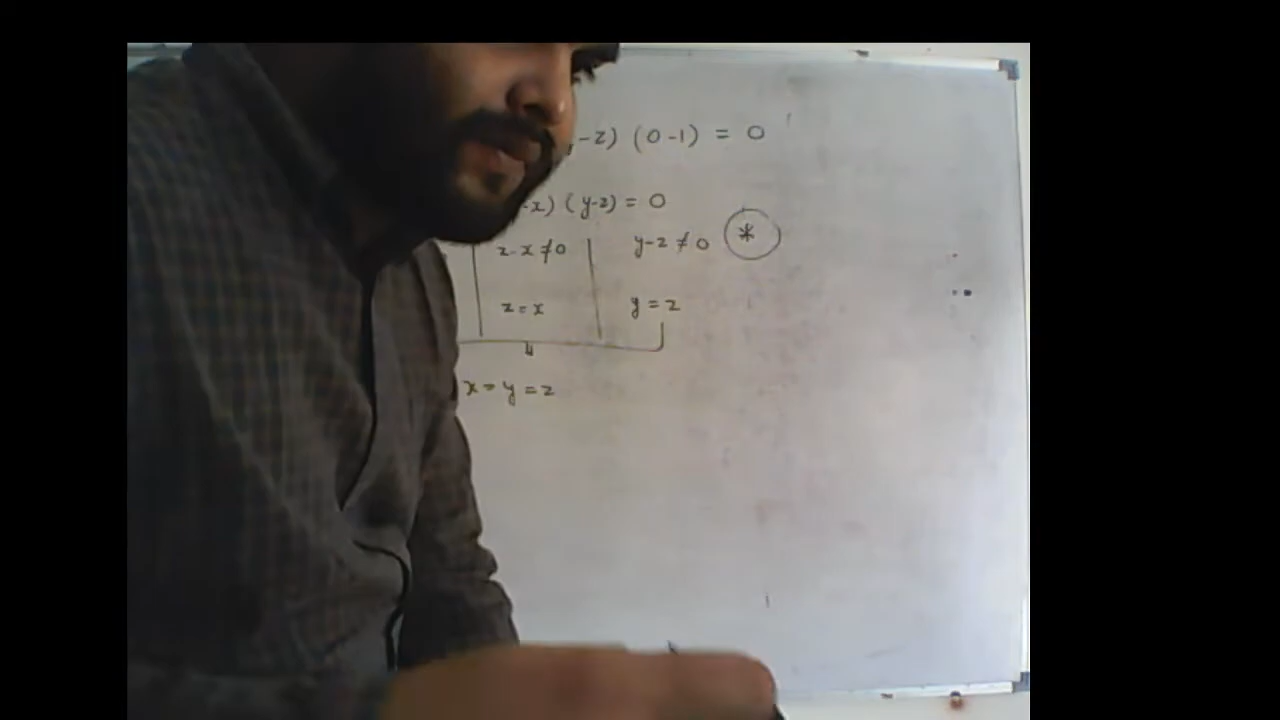 -z) (0-1) = 0
-x) (y-z) = 0
z-x ≠ 0 y-z ≠ 0 *
z = x y = z
x = y = z